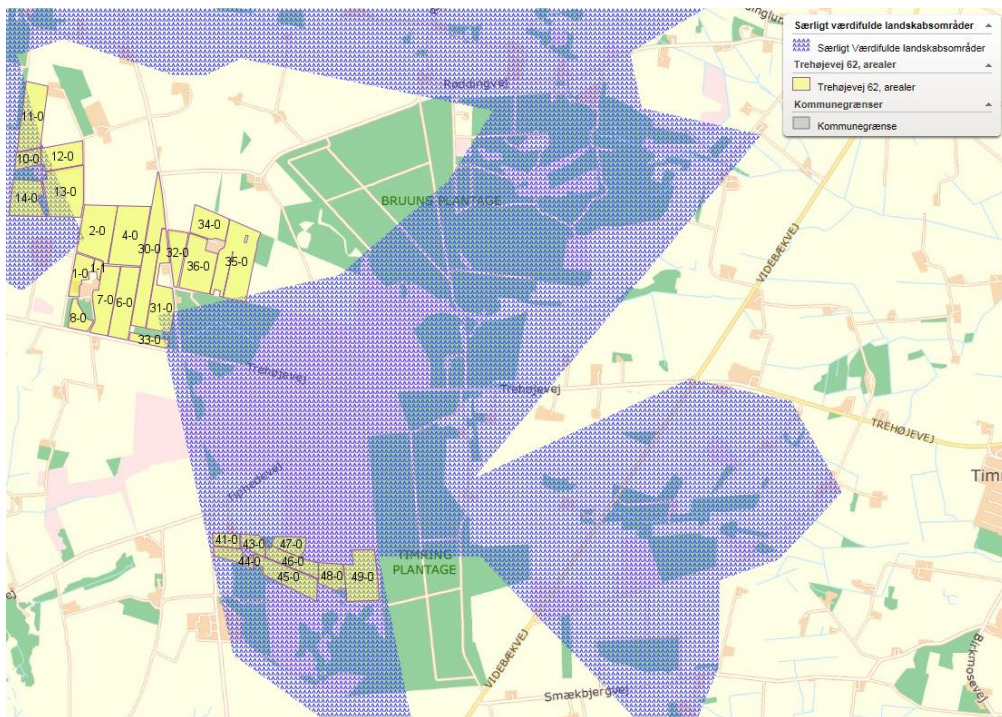 Særligt værdifulde landskabsområder
Særligt Værdifulde landskabsområder
Trehøjevej 62, arealer
Trehøjevej 62, arealer
Kommunegrænser
Kommunegrænse
Røddingvej
11-0
10-0
12-0
14-0
13-0
BRUUNS PLANTAGE
2-0
4-0
30-0
34-0
32-0
36-0
35-0
1-0
1-1
7-0
6-0
31-0
8-0
33-0
VIDEBÆKVEJ
Trehøjevej
Trehøjevej
TREHØJEVEJ
Tiphedevej
41-0
43-0
47-0
44-0
46-0
45-0
48-0
49-0
TIMRING
PLANTAGE
VIDEBÆKVEJ
Smækbjergvej
Birkmosevej